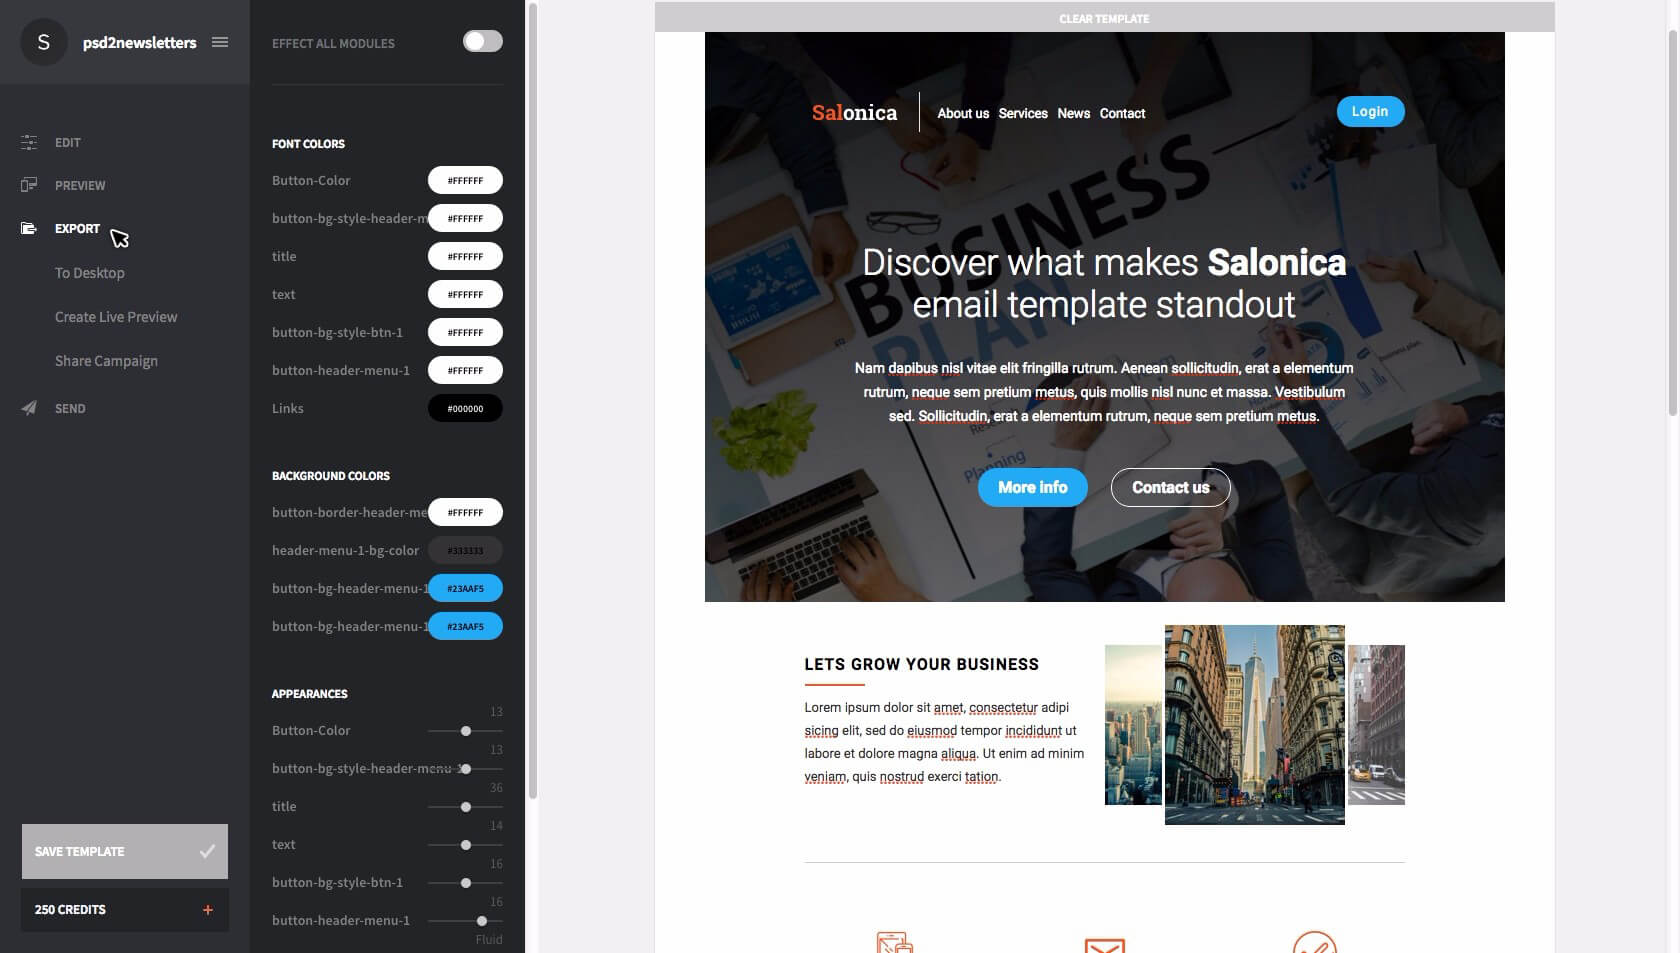 S
psd2newsletters
EDIT
PREVIEW
EXPORT
To Desktop
Create Live Preview
Share Campaign
SEND
SAVE TEMPLATE
250 CREDITS
+
EFFECT ALL MODULES
FONT COLORS
Button-Color #FFFFFF
button-bg-style-header-m #FFFFFF
title #FFFFFF
text #FFFFFF
button-bg-style-btn-1 #FFFFFF
button-header-menu-1 #FFFFFF
Links #000000
BACKGROUND COLORS
button-border-header-me #FFFFFF
header-menu-1-bg-color #333333
button-bg-header-menu-1 #23AAF5
button-bg-header-menu-1 #23AAF5
APPEARANCES
13
Button-Color
13
button-bg-style-header-menu-1
36
title
14
text
16
button-bg-style-btn-1
16
button-header-menu-1
Fluid
CLEAR TEMPLATE
Salonica
About us Services News Contact
Login
BUSINESS
PLAN
Discover what makes Salonica
email template standout
Nam dapibus nisl vitae elit fringilla rutrum. Aenean sollicitudin, erat a elementum
rutrum, neque sem pretium metus, quis mollis nisl nunc et massa. Vestibulum
sed. Sollicitudin, erat a elementum rutrum, neque sem pretium metus.
Planning
Business plan
More info
Contact us
LETS GROW YOUR BUSINESS
Lorem ipsum dolor sit amet, consectetur adipi
sicing elit, sed do eiusmod tempor incididunt ut
labore et dolore magna aliqua. Ut enim ad minim
veniam, quis nostrud exerci tation.